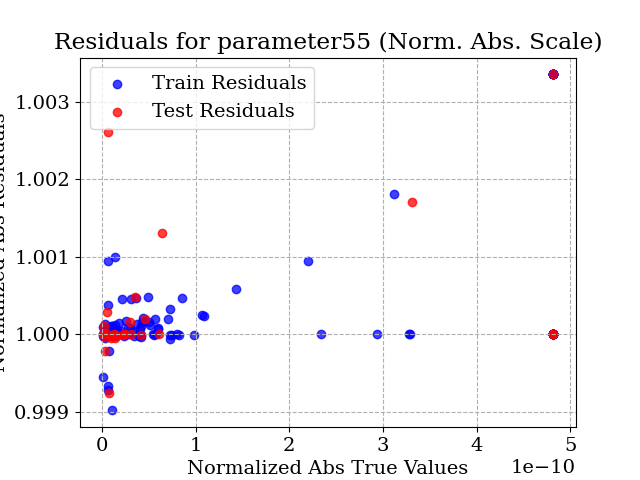 Residuals for parameter55 (Norm. Abs. Scale)
Train Residuals
Test Residuals
Normalized Abs Residuals
1.003
1.002
1.001
1.000
0.999
0 1 2 3 4 5
1e−10
Normalized Abs True Values